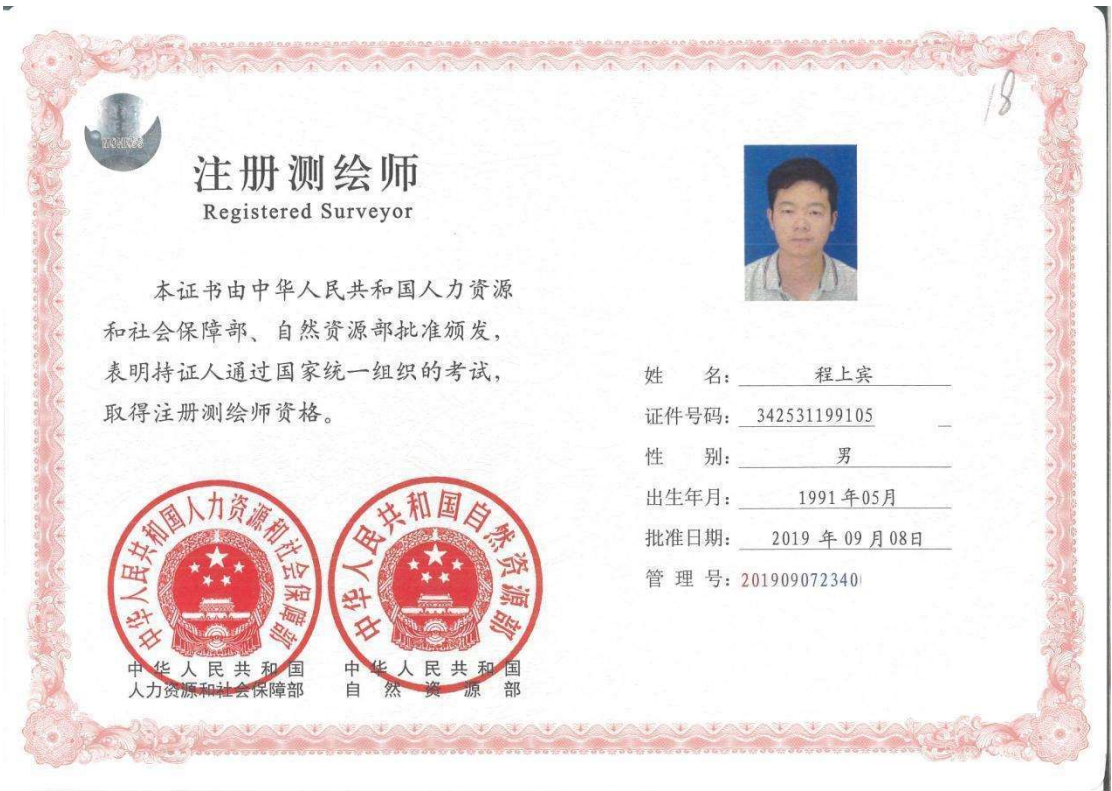 18
注册测绘师
Registered Surveyor
本证书由中华人民共和国人力资源
和社会保障部、自然资源部批准颁发，
表明持证人通过国家统一组织的考试，
取得注册测绘师资格。
姓 名： 程上宾
证件号码： 342531199105
性 别： 男
出生年月： 1991年05月
批准日期： 2019 年 09 月 08日
管 理 号： 201909072340
中华人民共和国人力资源和社会保障部
中华人民共和国自然资源部
中华人民共和国
人力资源和社会保障部
中华人民共和国
自然资源部